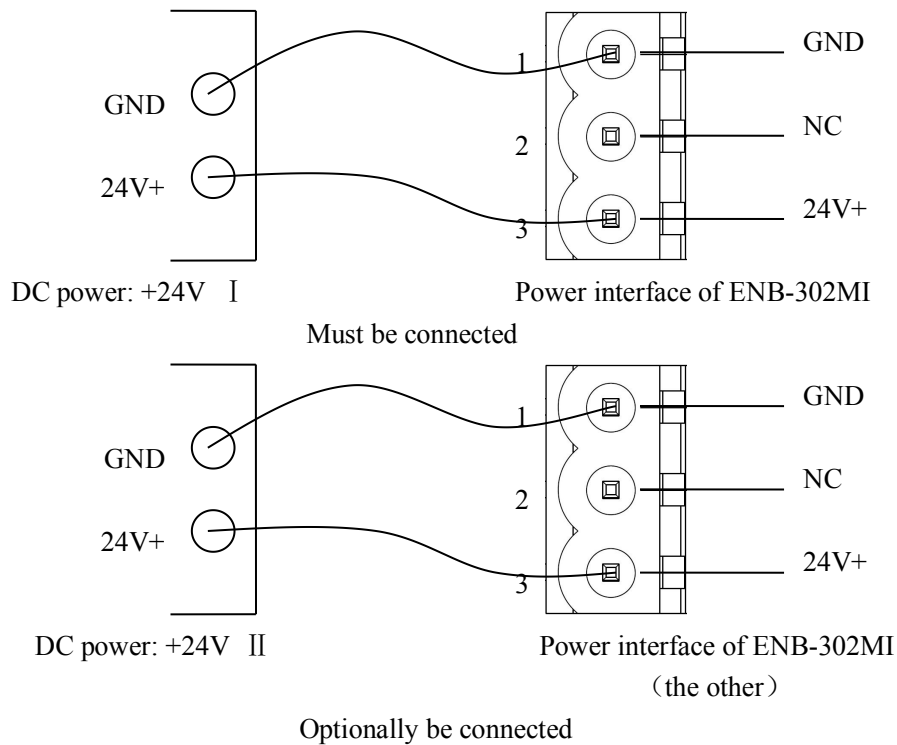 GND
1
GND
NC
2
24V+
24V+
3
DC power: +24V Ⅰ
Power interface of ENB-302MI
Must be connected
GND
1
GND
NC
2
24V+
24V+
3
DC power: +24V Ⅱ
Power interface of ENB-302MI
（the other）
Optionally be connected